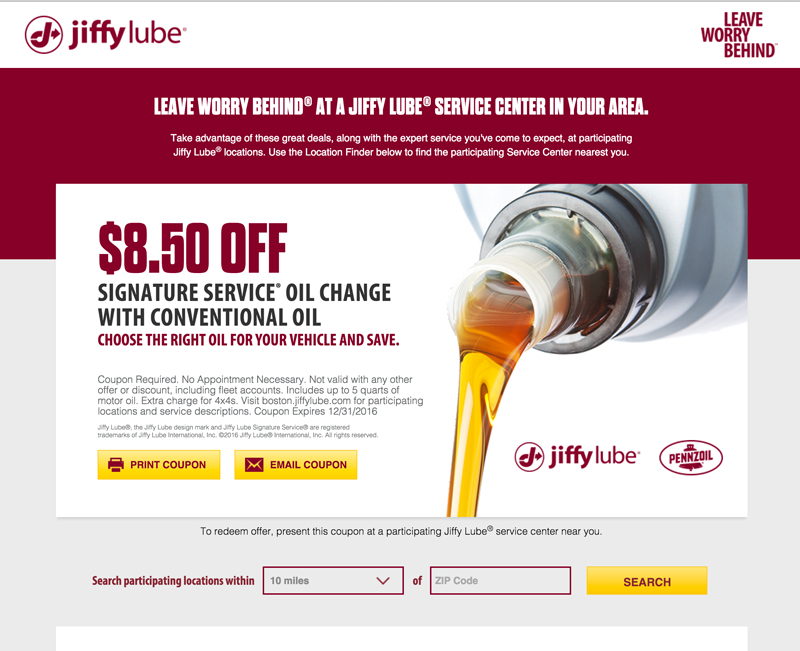 jiffy lube®
LEAVE
WORRY
BEHIND™
LEAVE WORRY BEHIND® AT A JIFFY LUBE® SERVICE CENTER IN YOUR AREA.
Take advantage of these great deals, along with the expert service you've come to expect, at participating
Jiffy Lube® locations. Use the Location Finder below to find the participating Service Center nearest you.
$8.50 OFF
SIGNATURE SERVICE® OIL CHANGE
WITH CONVENTIONAL OIL
CHOOSE THE RIGHT OIL FOR YOUR VEHICLE AND SAVE.
Coupon Required. No Appointment Necessary. Not valid with any other
offer or discount, including fleet accounts. Includes up to 5 quarts of
motor oil. Extra charge for 4x4s. Visit boston.jiffylube.com for participating
locations and service descriptions. Coupon Expires 12/31/2016
Jiffy Lube®, the Jiffy Lube design mark and Jiffy Lube Signature Service® are registered
trademarks of Jiffy Lube International, Inc. ©2016 Jiffy Lube® International, Inc. All rights reserved.
PRINT COUPON
EMAIL COUPON
jiffy lube®
PENNZOIL
To redeem offer, present this coupon at a participating Jiffy Lube® service center near you.
Search participating locations within 10 miles of ZIP Code SEARCH